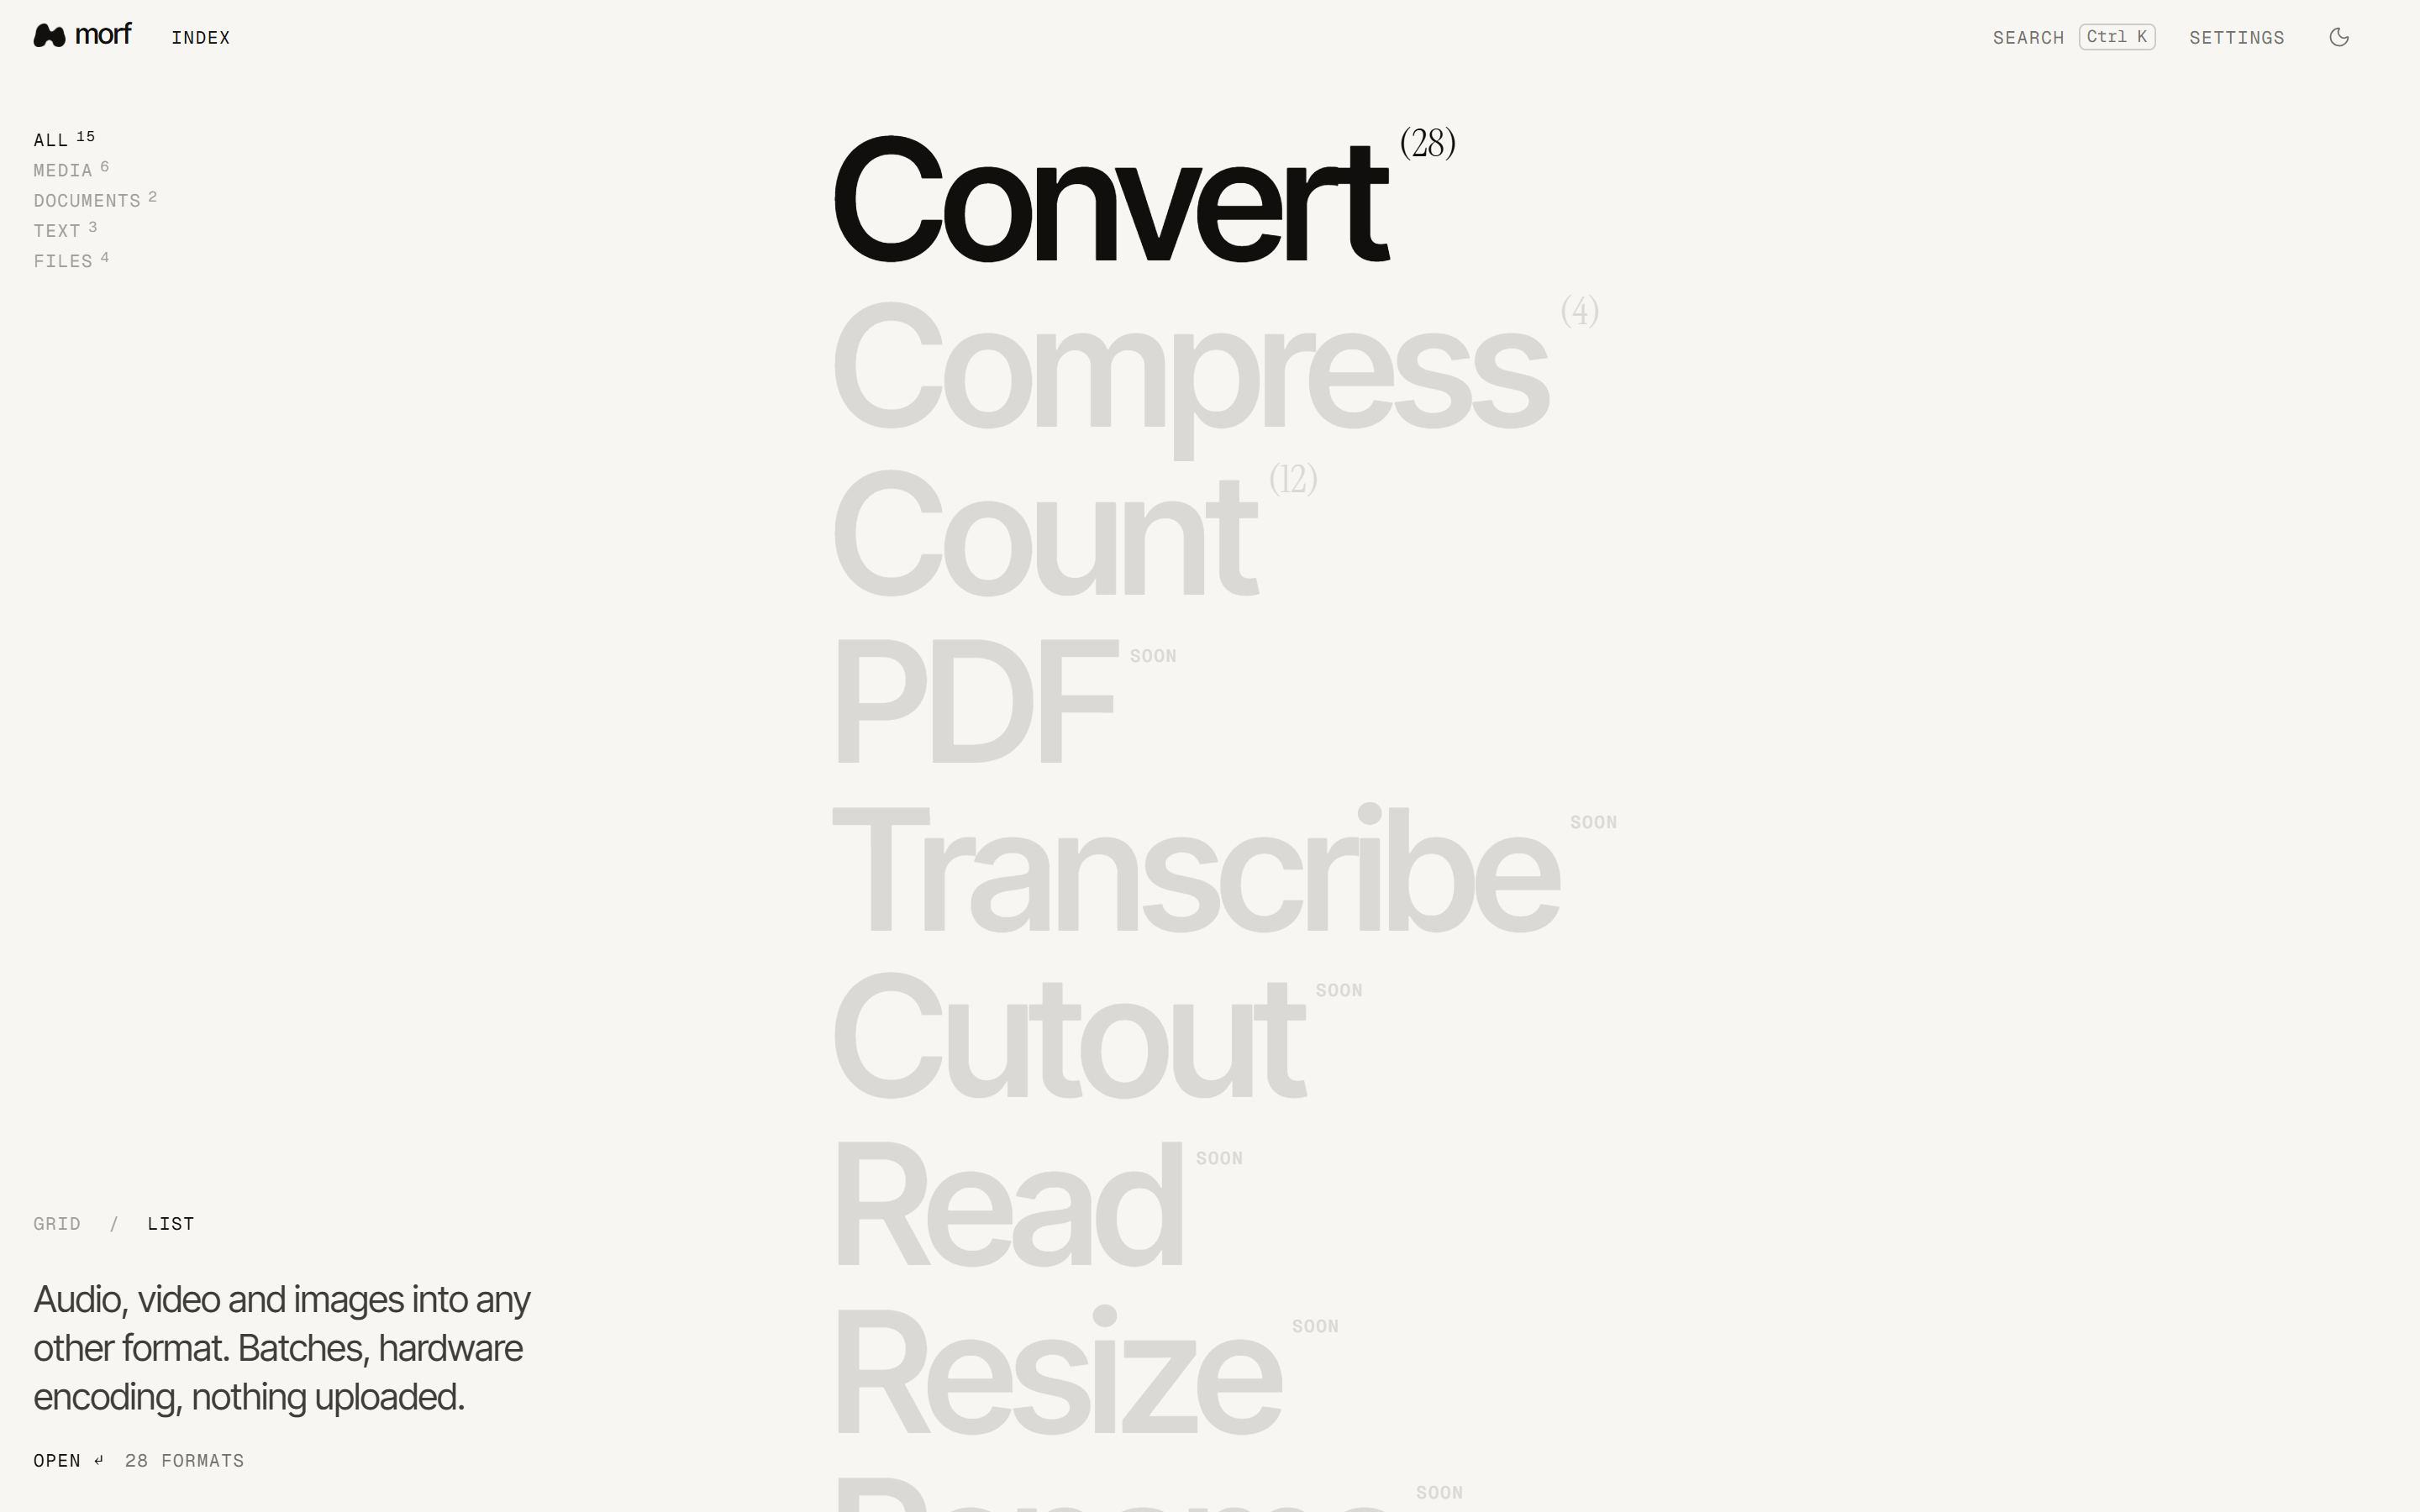 morf INDEX SEARCH Ctrl K SETTINGS
ALL 15
MEDIA 6
DOCUMENTS 2
TEXT 3
FILES 4
Convert (28)
Compress (4)
Count (12)
PDF SOON
Transcribe SOON
Cutout SOON
Read SOON
Resize SOON
SOON
GRID / LIST
Audio, video and images into any
other format. Batches, hardware
encoding, nothing uploaded.
OPEN ↵ 28 FORMATS